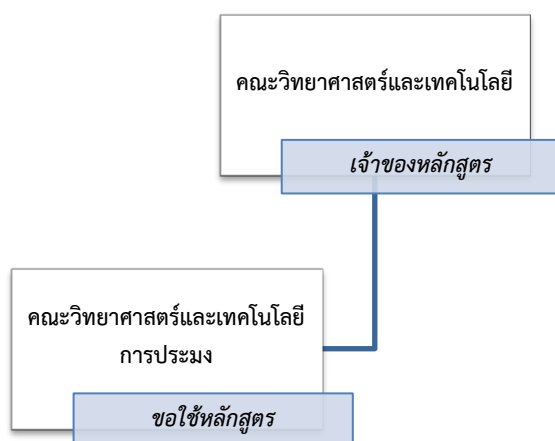 คณะวิทยาศาสตร์และเทคโนโลยี
เจ้าของหลักสูตร
คณะวิทยาศาสตร์และเทคโนโลยี
การประมง
ขอใช้หลักสูตร